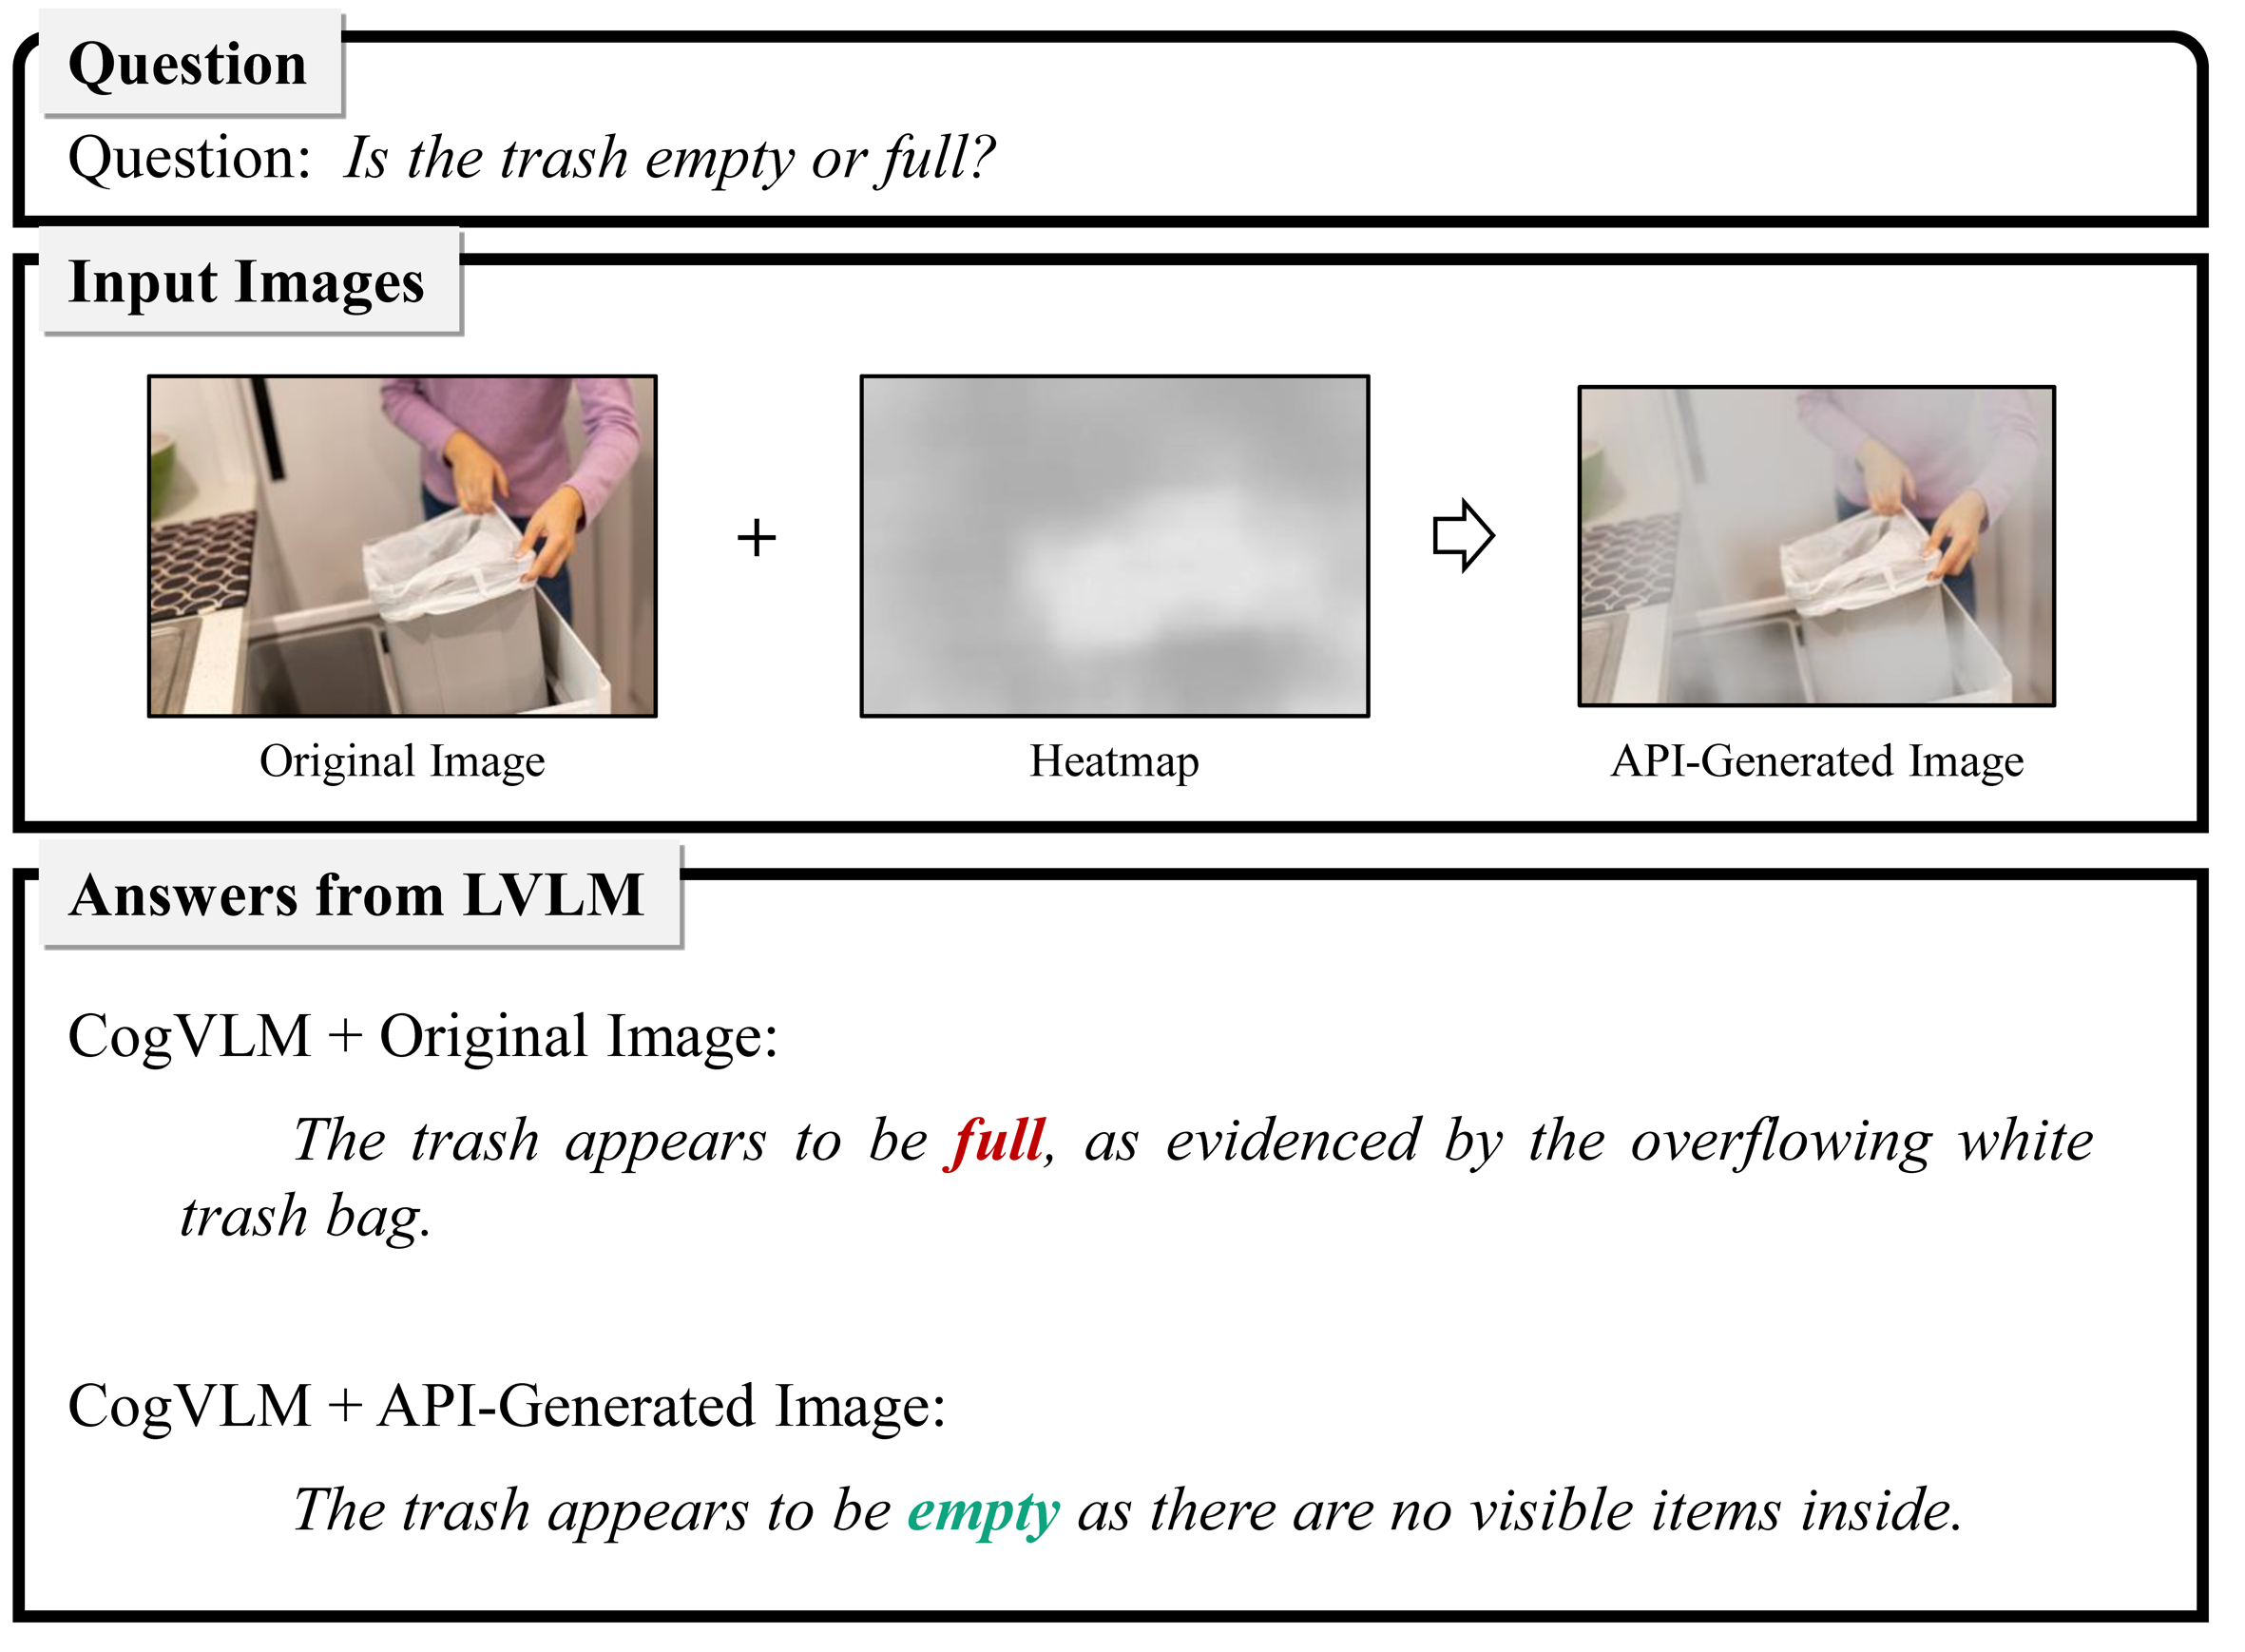 Question
Question: Is the trash empty or full?
Input Images
+
Original Image
Heatmap
API-Generated Image
Answers from LVLM
CogVLM + Original Image:
The trash appears to be full, as evidenced by the overflowing white
trash bag.
CogVLM + API-Generated Image:
The trash appears to be empty as there are no visible items inside.